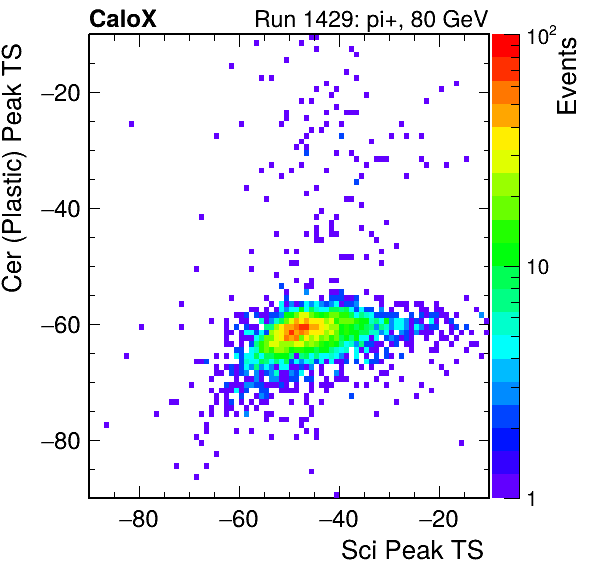 CaloX Run 1429: pi+, 80 GeV
Cer (Plastic) Peak TS
−20
−40
−60
−80
−80 −60 −40 −20
Sci Peak TS
10²
10
1
Events